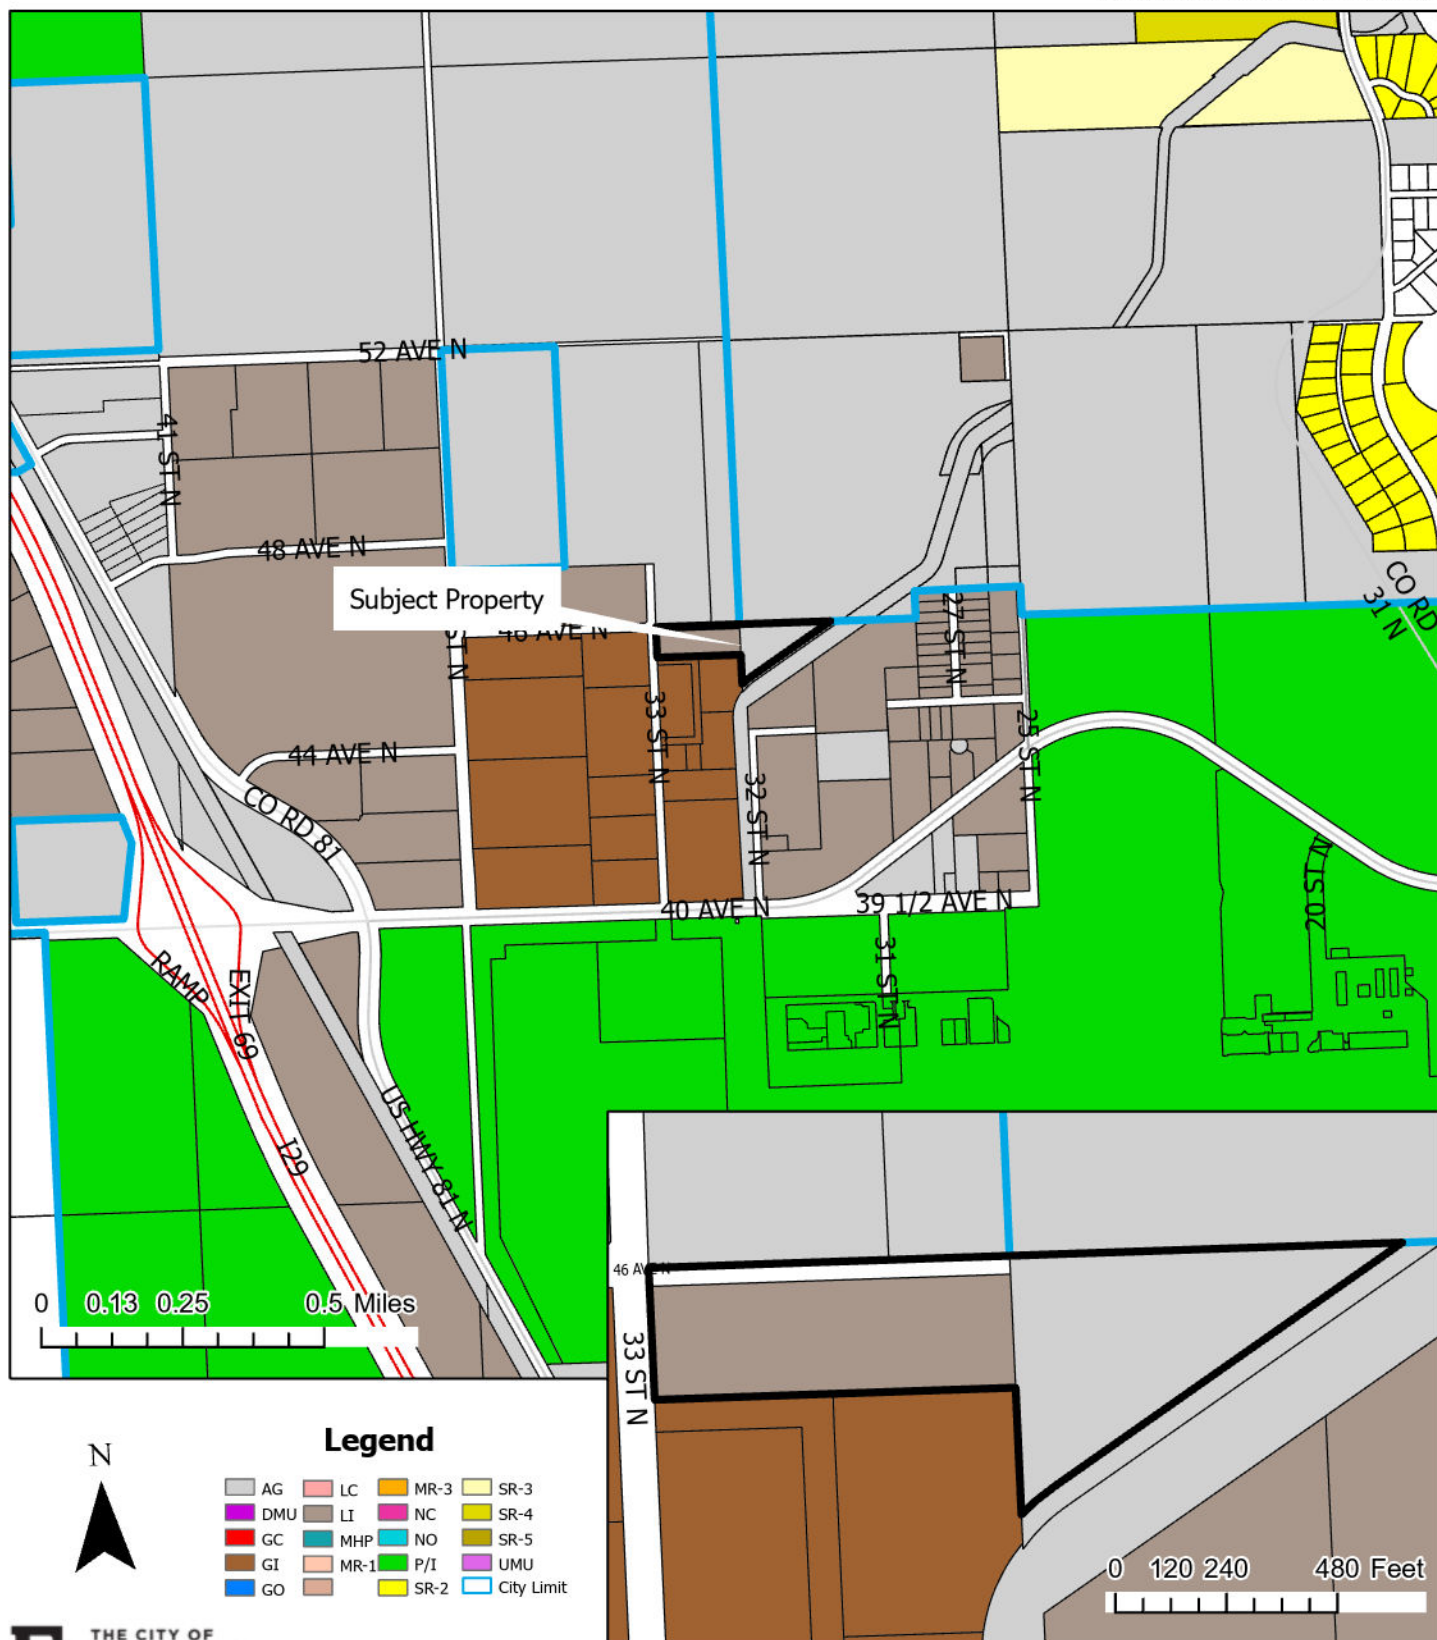 52 AVE N
41 ST N
48 AVE N
Subject Property
46 AVE N
ST N
27 ST N
CO RD
31 N
33 ST N
25 ST N
44 AVE N
CO RD 81
32 ST N
20 ST N
40 AVE N
39 1/2 AVE N
31 ST N
RAMP
EXIT 69
I29
US HWY 81 N
0 0.13 0.25 0.5 Miles
33 ST N
0 120 240 480 Feet
N
Legend
AG LC MR-3 SR-3
DMU LI NC SR-4
GC MHP NO SR-5
GI MR-1 P/I UMU
GO SR-2 City Limit
THE CITY OF